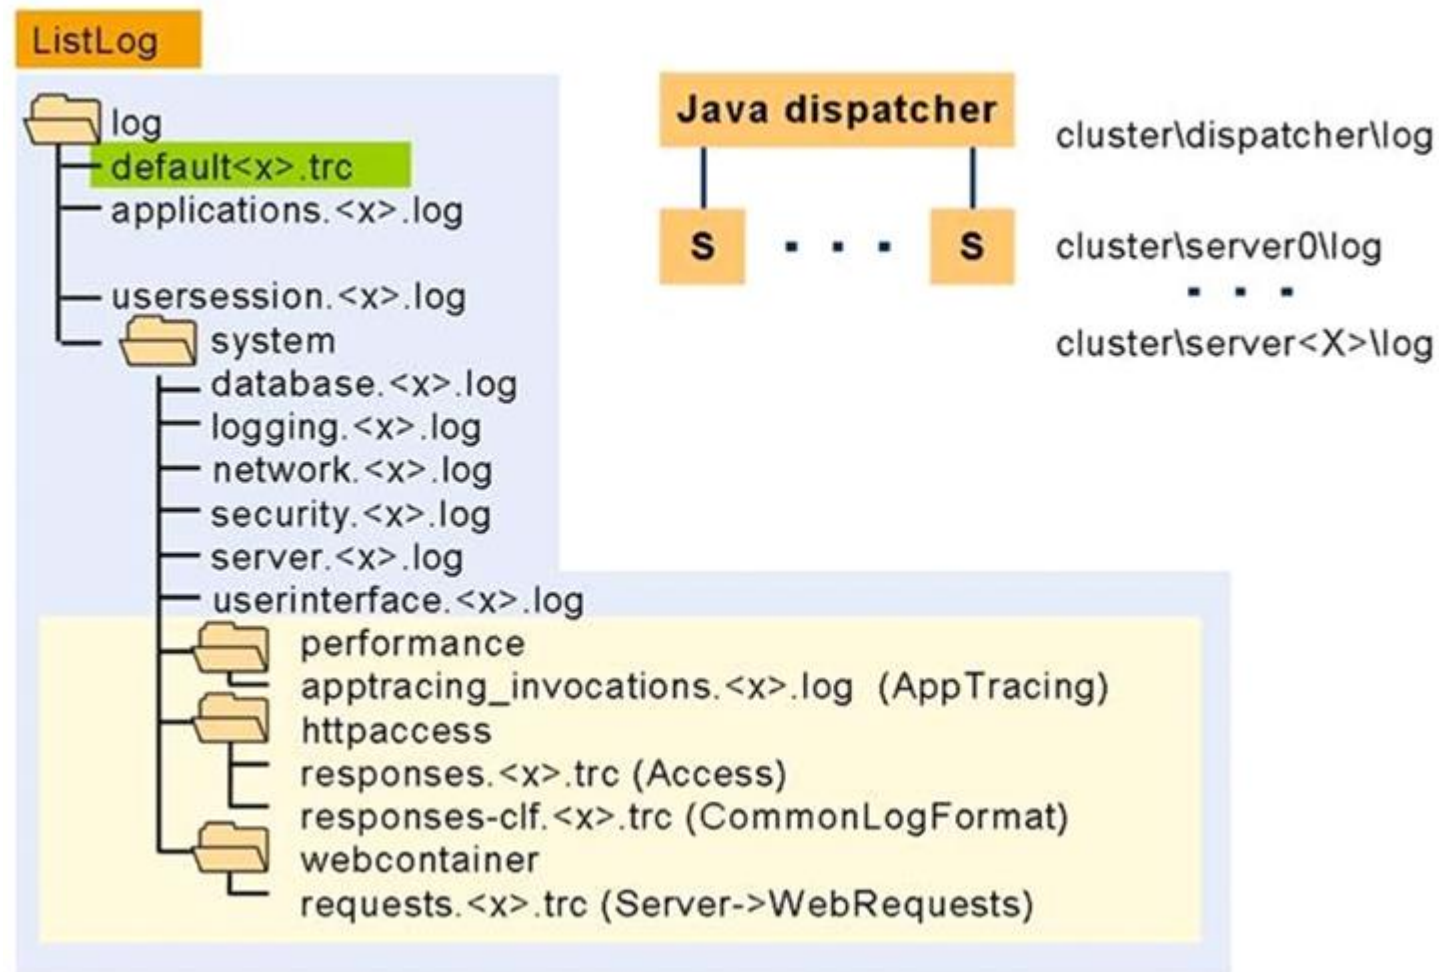 ListLog
log
default<x>.trc
applications.<x>.log
usersession.<x>.log
system
database.<x>.log
logging.<x>.log
network.<x>.log
security.<x>.log
server.<x>.log
userinterface.<x>.log
performance
apptracing_invocations.<x>.log (AppTracing)
httpaccess
responses.<x>.trc (Access)
responses-clf.<x>.trc (CommonLogFormat)
webcontainer
requests.<x>.trc (Server->WebRequests)
Java dispatcher
S . . . S
cluster\dispatcher\log
cluster\server0\log
. . .
cluster\server<X>\log